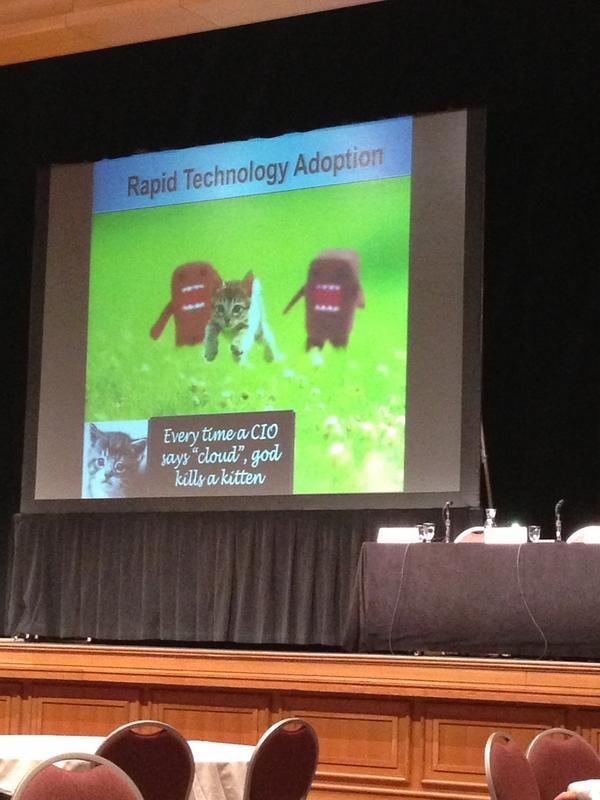 Rapid Technology Adoption
Every time a CIO
says "cloud", god
kills a kitten